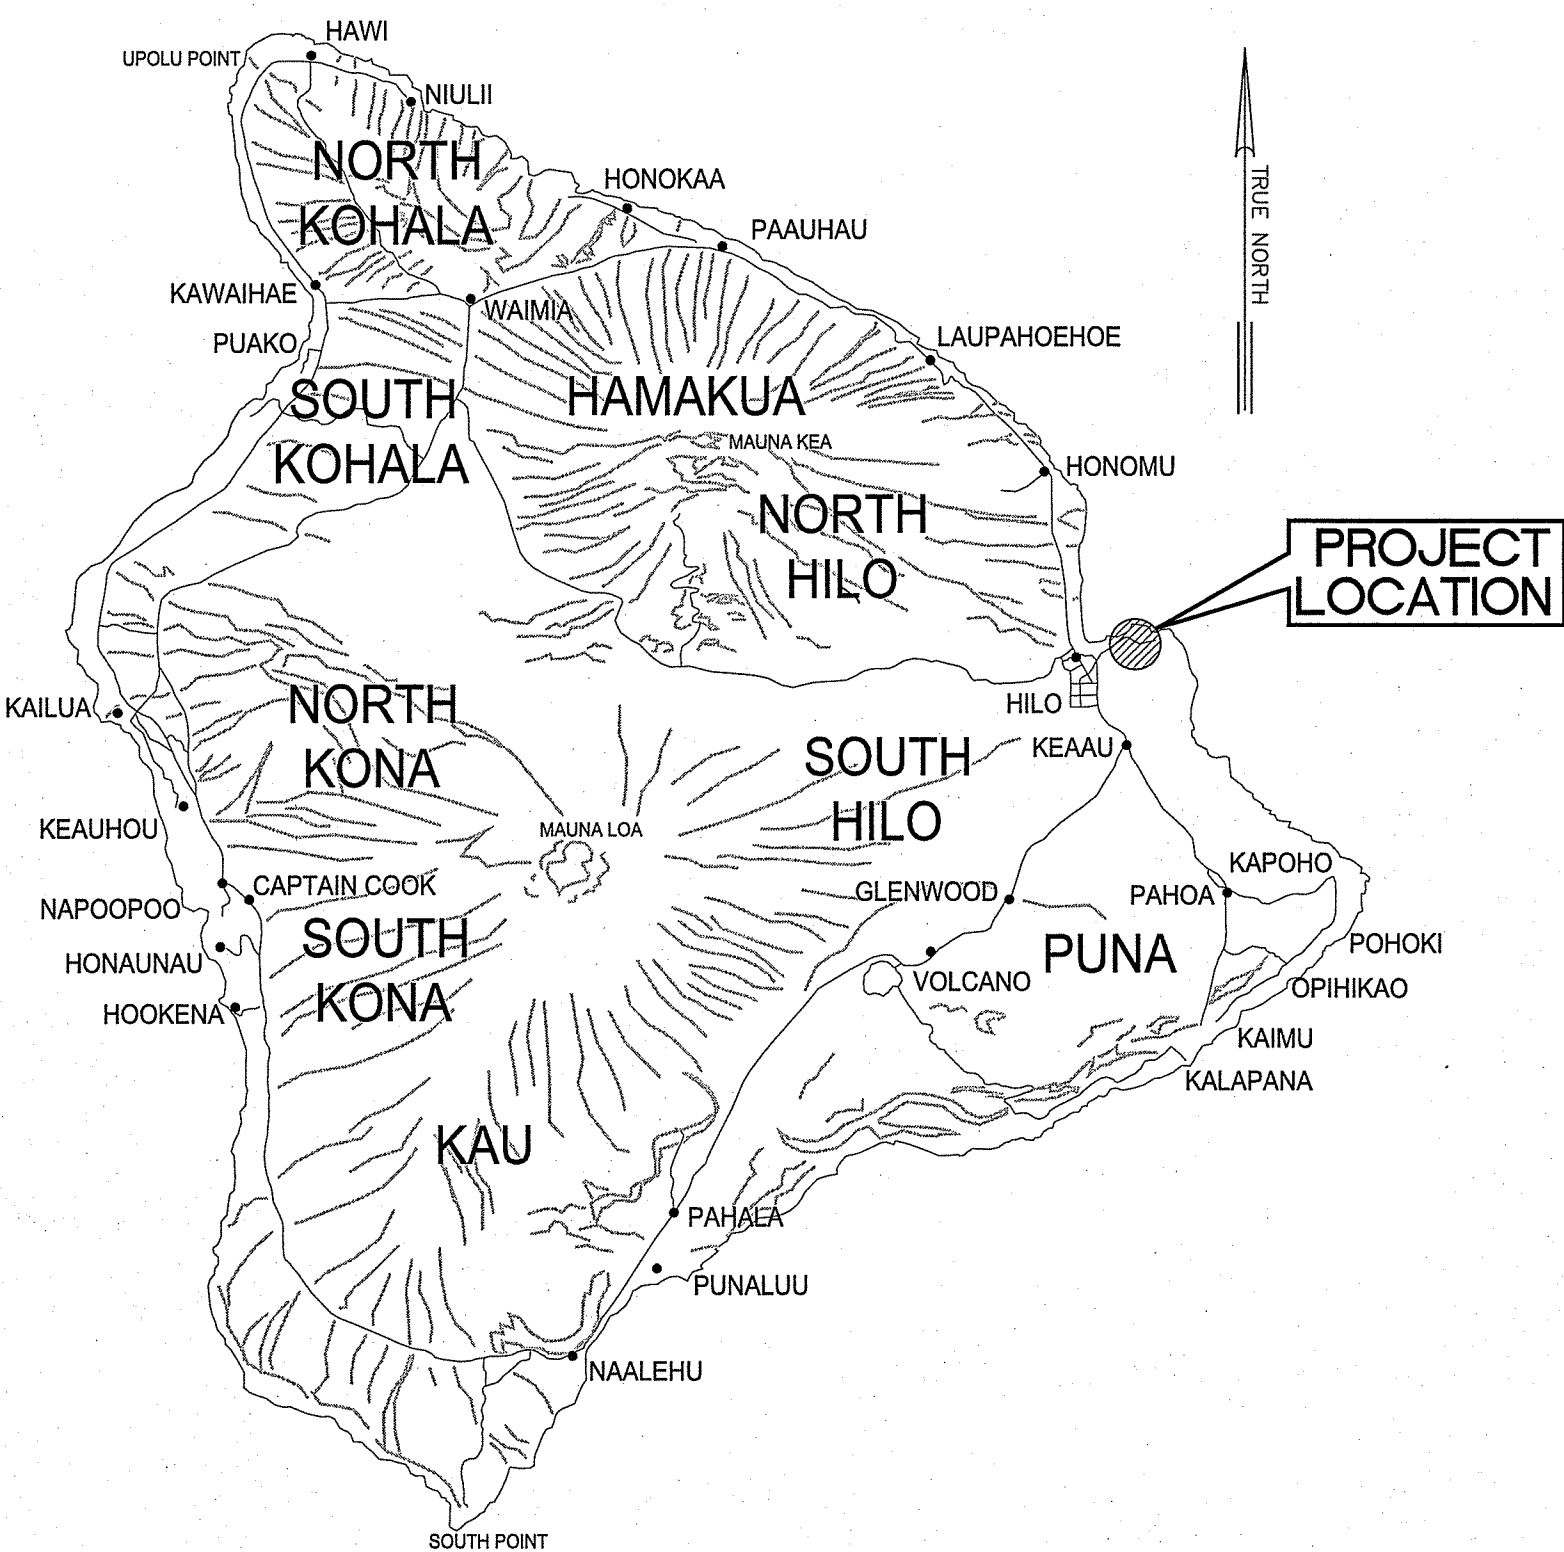 HAWI
UPOLU POINT
NIULII
NORTH
KOHALA
HONOKAA
PAAUHAU
TRUE NORTH
KAWAIHAE
WAIMIA
PUAKO
LAUPAHOEHOE
SOUTH
KOHALA
HAMAKUA
MAUNA KEA
HONOMU
NORTH
HILO
PROJECT
LOCATION
KAILUA
NORTH
KONA
HILO
KEAAU
SOUTH
HILO
KEAUHOU
MAUNA LOA
KAPOHO
CAPTAIN COOK
GLENWOOD
PAHOA
NAPOOPOO
SOUTH
KONA
PUNA
POHOKI
HONAUNAU
VOLCANO
OPIHIKAO
HOOKENA
KAIMU
KALAPANA
KAU
PAHALA
PUNALUU
NAALEHU
SOUTH POINT